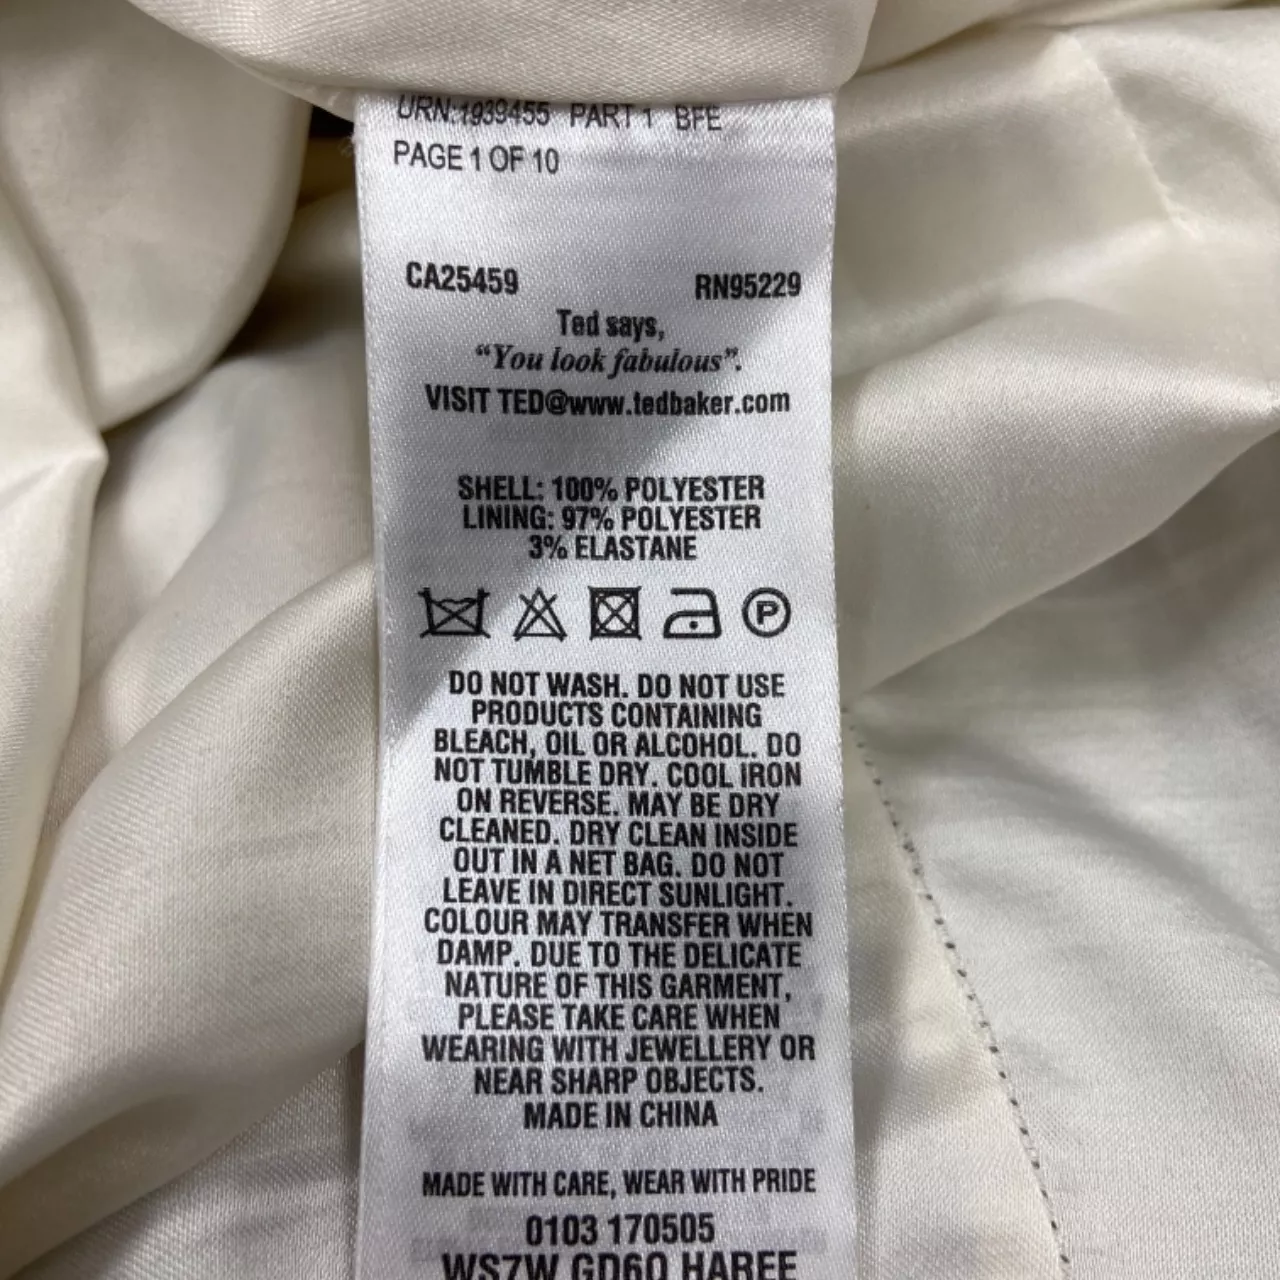 URN:1939455 PART 1 BFE
PAGE 1 OF 10
CA25459 RN95229
Ted says,
“You look fabulous”.
VISIT TED@www.tedbaker.com
SHELL: 100% POLYESTER
LINING: 97% POLYESTER
3% ELASTANE
P
DO NOT WASH. DO NOT USE
PRODUCTS CONTAINING
BLEACH, OIL OR ALCOHOL. DO
NOT TUMBLE DRY. COOL IRON
ON REVERSE. MAY BE DRY
CLEANED. DRY CLEAN INSIDE
OUT IN A NET BAG. DO NOT
LEAVE IN DIRECT SUNLIGHT.
COLOUR MAY TRANSFER WHEN
DAMP. DUE TO THE DELICATE
NATURE OF THIS GARMENT,
PLEASE TAKE CARE WHEN
WEARING WITH JEWELLERY OR
NEAR SHARP OBJECTS.
MADE IN CHINA
MADE WITH CARE, WEAR WITH PRIDE
0103 170505
WS7W GD6Q HAREE